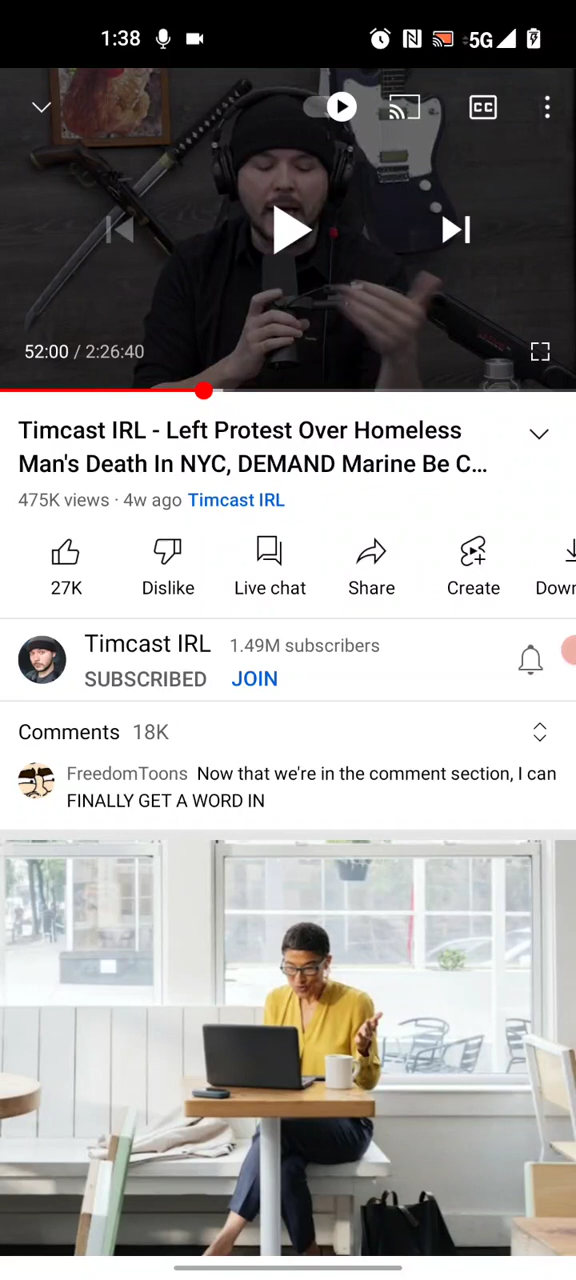 1:38
5G
CC
52:00 / 2:26:40
Timcast IRL - Left Protest Over Homeless
Man's Death In NYC, DEMAND Marine Be C...
475K views · 4w ago Timcast IRL
27K Dislike Live chat Share Create Down
Timcast IRL 1.49M subscribers
SUBSCRIBED JOIN
Comments 18K
FreedomToons Now that we're in the comment section, I can
FINALLY GET A WORD IN